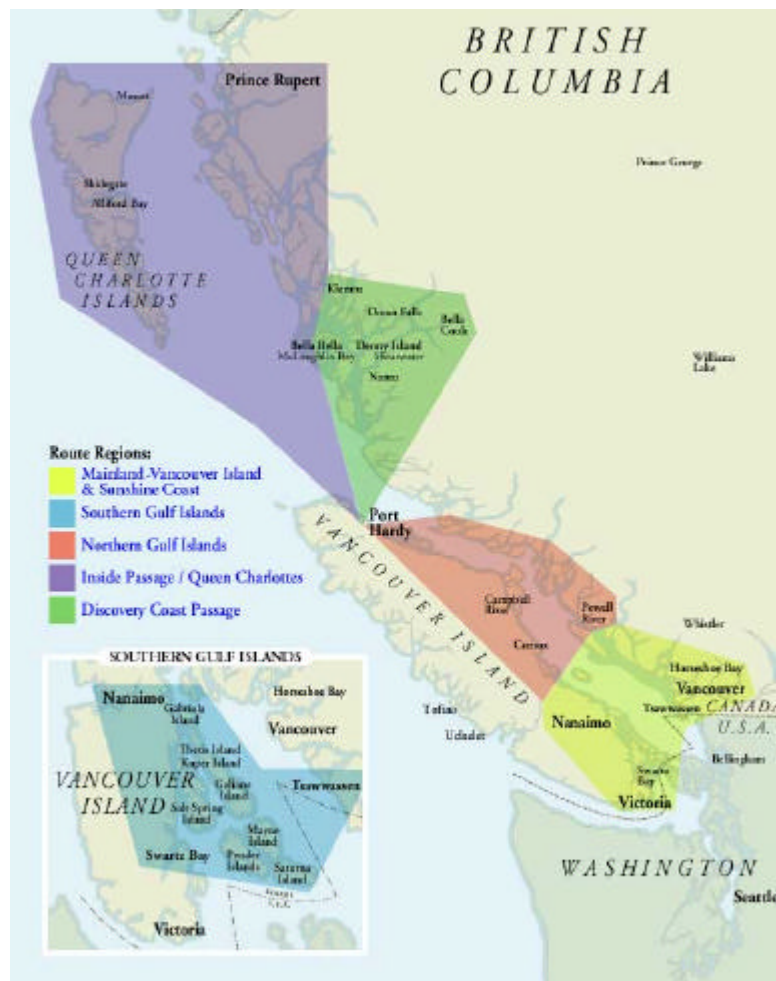 BRITISH
COLUMBIA
Prince Rupert
Masset
Prince George
Skidegate
Alliford Bay
QUEEN
CHARLOTTE
ISLANDS
Klemtu
Ocean Falls
Bella
Coola
Bella Bella
McLoughlin Bay
Denny Island
Shearwater
Namu
Williams
Lake
Route Regions:
Mainland-Vancouver Island
& Sunshine Coast
Southern Gulf Islands
Northern Gulf Islands
Inside Passage / Queen Charlottes
Discovery Coast Passage
Port
Hardy
VANCOUVER ISLAND
Campbell
River
Powell
River
Comox
Whistler
Horseshoe Bay
Vancouver
Tsawwassen
CANADA
U.S.A.
Nanaimo
Tofino
Ucluelet
Bellingham
Swartz
Bay
Victoria
WASHINGTON
Seattle
SOUTHERN GULF ISLANDS
Nanaimo
Gabriola
Island
Horseshoe Bay
Vancouver
Thetis Island
Kuper Island
VANCOUVER
ISLAND
Galiano
Island
Tsawwassen
Salt Spring
Island
Mayne
Island
Swartz Bay
Pender
Islands
Saturna
Island
Victoria